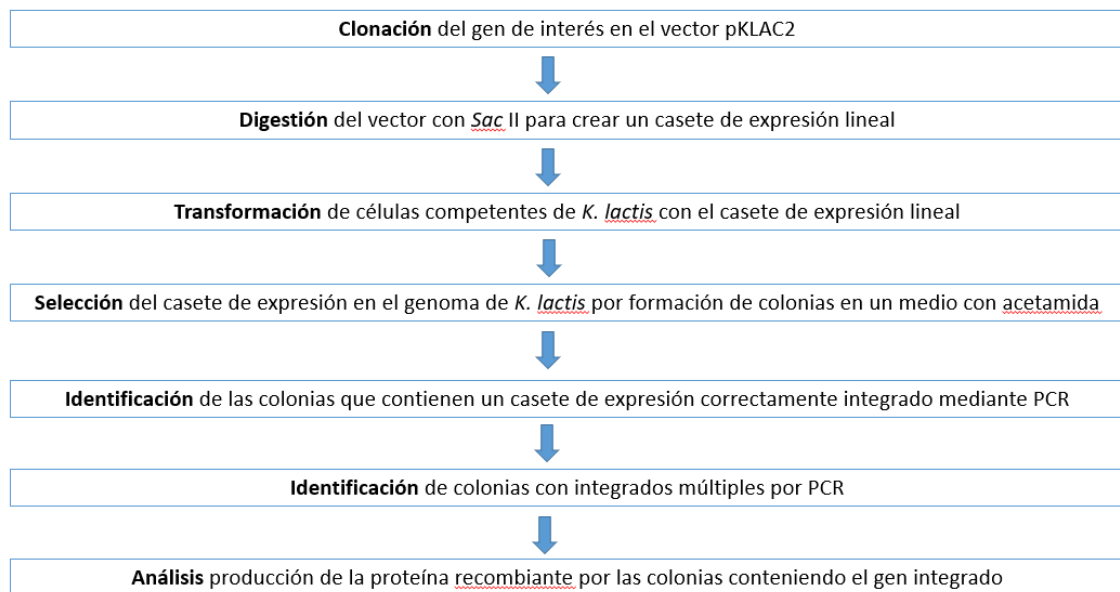 Clonación del gen de interés en el vector pKLAC2
Digestión del vector con Sac II para crear un casete de expresión lineal
Transformación de células competentes de K. lactis con el casete de expresión lineal
Selección del casete de expresión en el genoma de K. lactis por formación de colonias en un medio con acetamida
Identificación de las colonias que contienen un casete de expresión correctamente integrado mediante PCR
Identificación de colonias con integrados múltiples por PCR
Análisis producción de la proteína recombiante por las colonias conteniendo el gen integrado